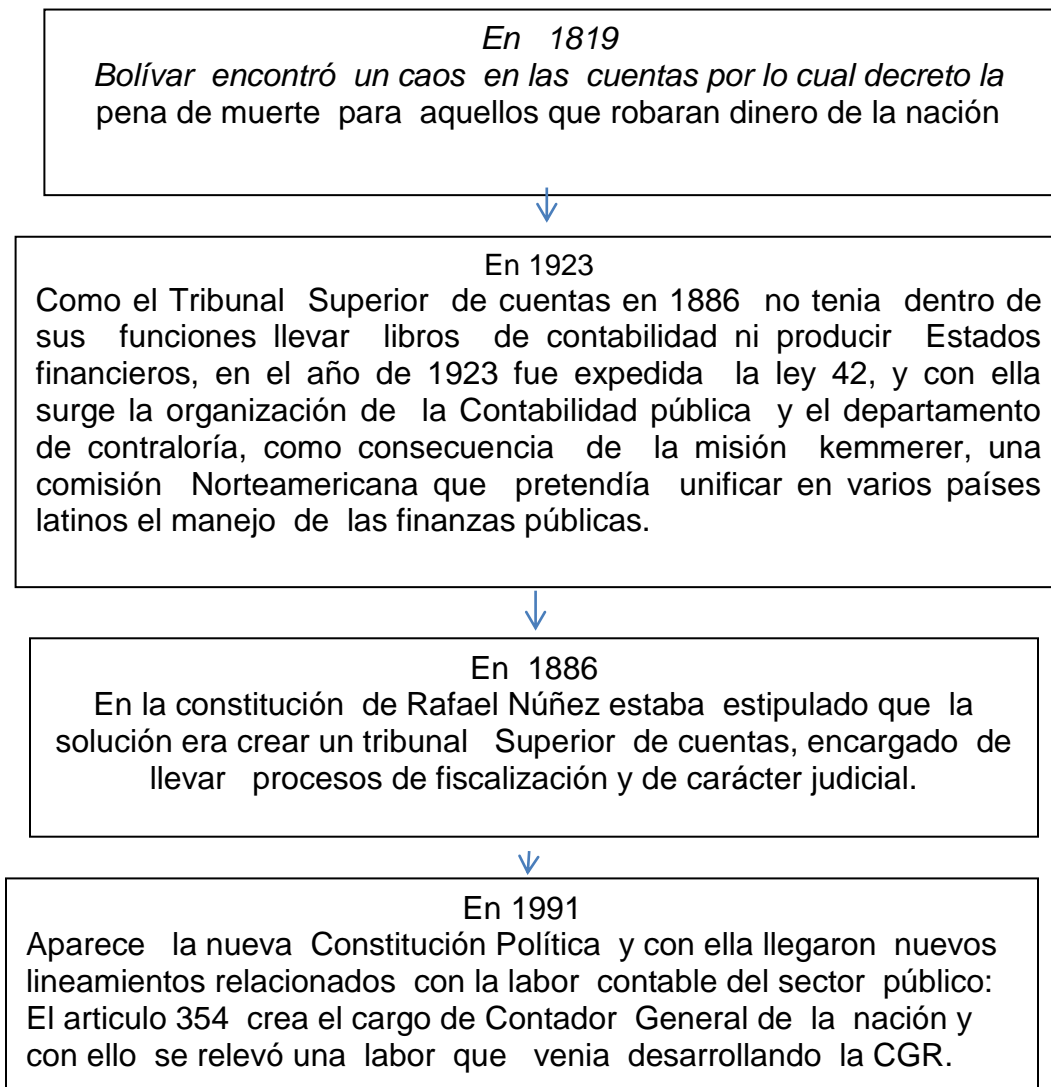 En 1819
Bolívar encontró un caos en las cuentas por lo cual decreto la
pena de muerte para aquellos que robaran dinero de la nación
En 1923
Como el Tribunal Superior de cuentas en 1886 no tenia dentro de
sus funciones llevar libros de contabilidad ni producir Estados
financieros, en el año de 1923 fue expedida la ley 42, y con ella
surge la organización de la Contabilidad pública y el departamento
de contraloría, como consecuencia de la misión kemmerer, una
comisión Norteamericana que pretendía unificar en varios países
latinos el manejo de las finanzas públicas.
En 1886
En la constitución de Rafael Núñez estaba estipulado que la
solución era crear un tribunal Superior de cuentas, encargado de
llevar procesos de fiscalización y de carácter judicial.
En 1991
Aparece la nueva Constitución Política y con ella llegaron nuevos
lineamientos relacionados con la labor contable del sector público:
El articulo 354 crea el cargo de Contador General de la nación y
con ello se relevó una labor que venia desarrollando la CGR.